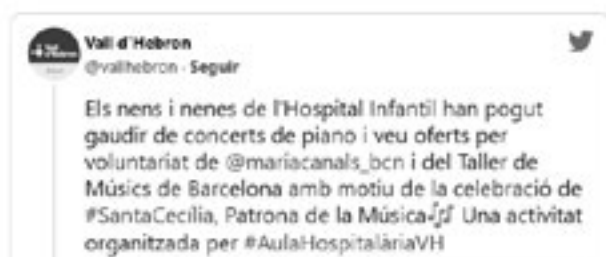 Vall d'Hebron
@vallhebron · Seguir
Els nens i nenes de l'Hospital Infantil han pogut
gaudir de concerts de piano i veu oferts per
voluntariat de @mariacanals_bcn i del Taller de
Músics de Barcelona amb motiu de la celebració de
#SantaCecília, Patrona de la Música🎶 Una activitat
organitzada per #AulaHospitalàriaVH